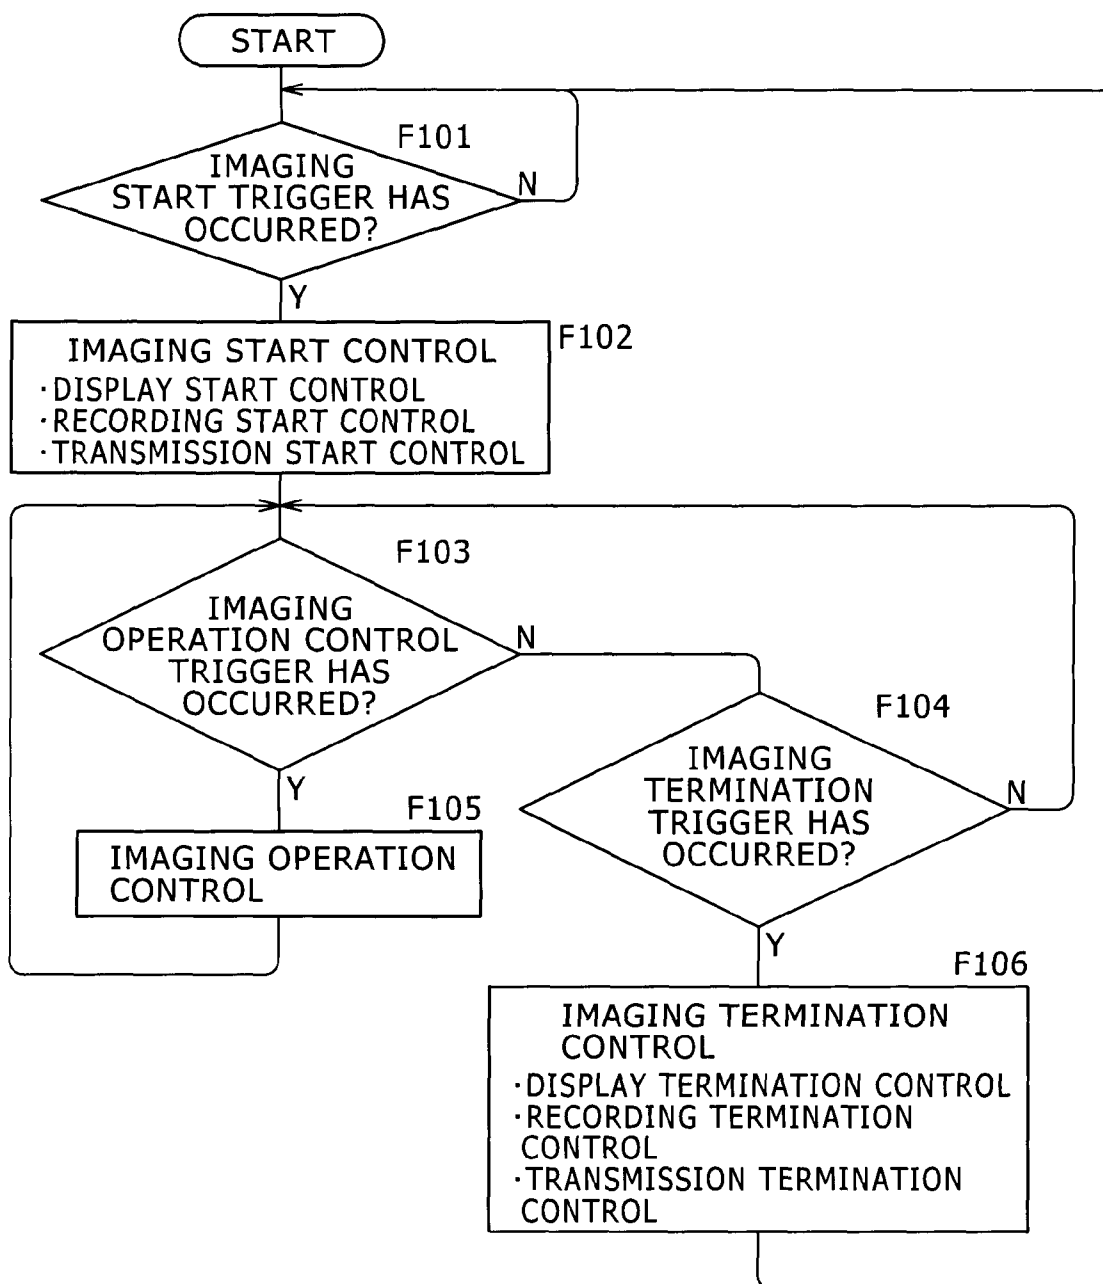 START
F101
IMAGING
START TRIGGER HAS
OCCURRED?
N
Y
F102
IMAGING START CONTROL
·DISPLAY START CONTROL
·RECORDING START CONTROL
·TRANSMISSION START CONTROL
F103
IMAGING
OPERATION CONTROL
TRIGGER HAS
OCCURRED?
N
Y
F104
IMAGING
TERMINATION
TRIGGER HAS
OCCURRED?
N
Y
F105
IMAGING OPERATION
CONTROL
F106
IMAGING TERMINATION
CONTROL
·DISPLAY TERMINATION CONTROL
·RECORDING TERMINATION
CONTROL
·TRANSMISSION TERMINATION
CONTROL